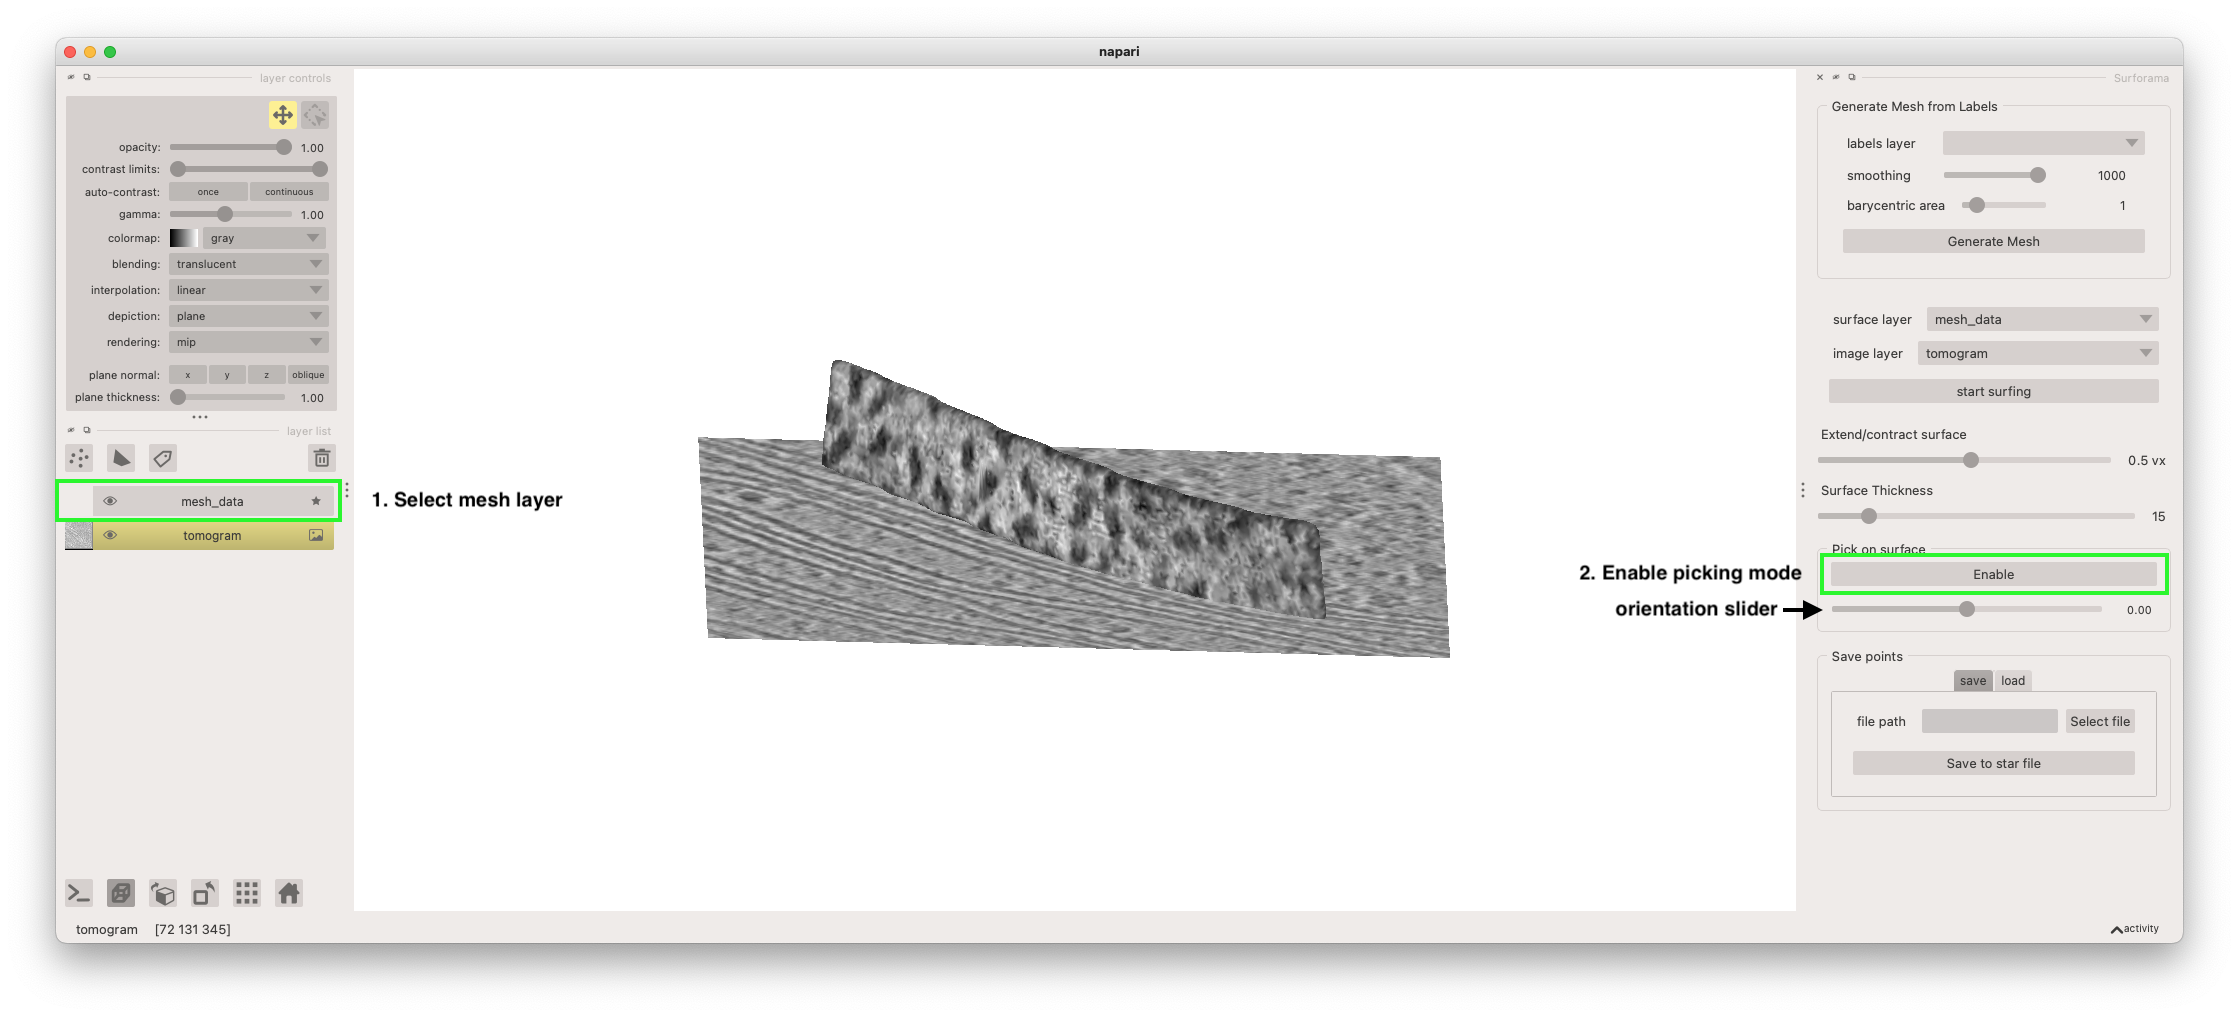 napari
layer controls
opacity: 1.00
contrast limits:
auto-contrast: once continuous
gamma: 1.00
colormap: gray
blending: translucent
interpolation: linear
depiction: plane
rendering: mip
plane normal: x y z oblique
plane thickness: 1.00
layer list
mesh_data
tomogram
1. Select mesh layer
Surforama
Generate Mesh from Labels
labels layer
smoothing 1000
barycentric area 1
Generate Mesh
surface layer mesh_data
image layer tomogram
start surfing
Extend/contract surface
0.5 vx
Surface Thickness
15
Pick on surface
2. Enable picking mode
Enable
orientation slider
0.00
Save points
save load
file path Select file
Save to star file
tomogram [72 131 345]
activity